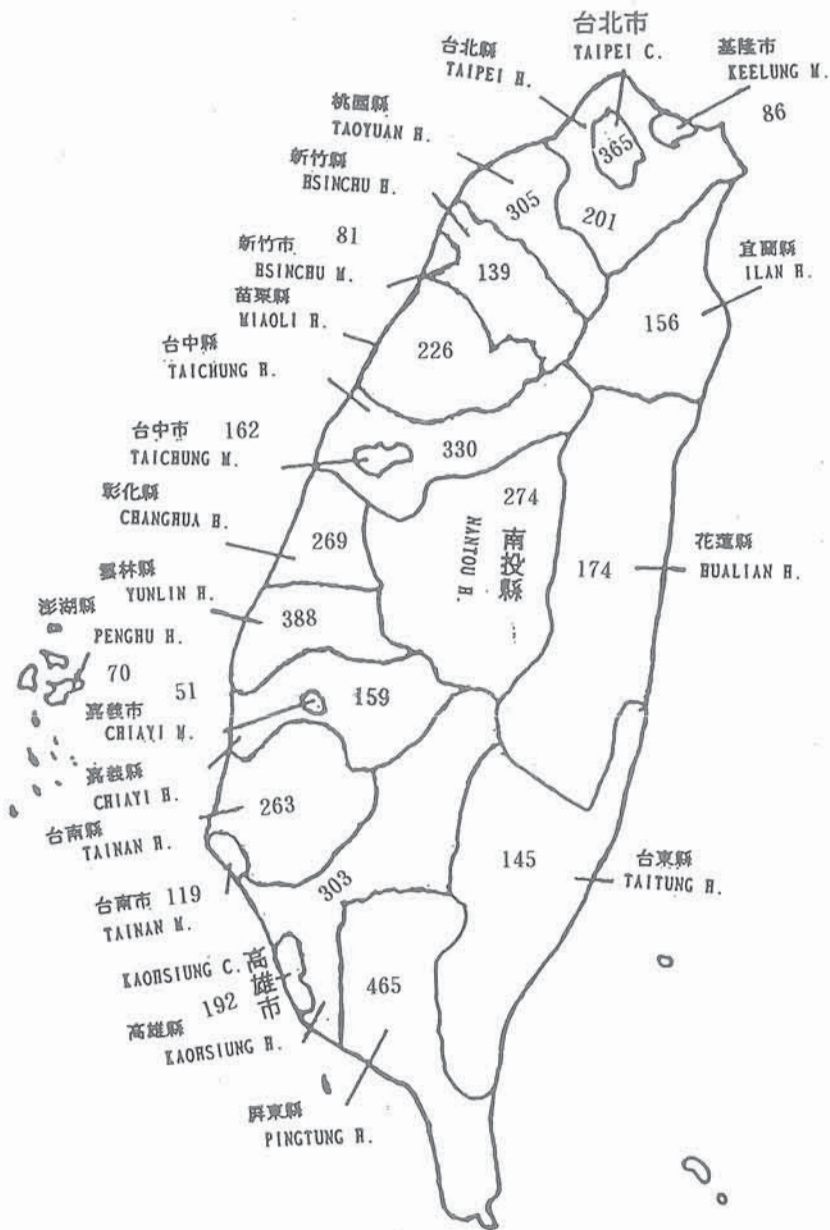 台北市
TAIPEI C.
台北縣
TAIPEI H.
基隆市
KEELUNG M.
86
桃園縣
TAOYUAN H.
365
新竹縣
HSINCHU H.
305
201
新竹市 81
HSINCHU M.
139
宜蘭縣
ILAN H.
苗栗縣
MIAOLI H.
156
226
台中縣
TAICHUNG H.
台中市 162
TAICHUNG M.
330
彰化縣
CHANGHUA H.
274
南投縣
NANTOU H.
269
花蓮縣
HUALIAN H.
174
雲林縣
YUNLIN H.
388
澎湖縣
PENGHU H.
70
51
159
嘉義市
CHIAYI M.
嘉義縣
CHIAYI H.
263
台南縣
TAINAN H.
145
台東縣
TAITUNG H.
303
台南市 119
TAINAN M.
KAOHSIUNG C.
高雄市
192
465
高雄縣
KAOHSIUNG H.
屏東縣
PINGTUNG H.